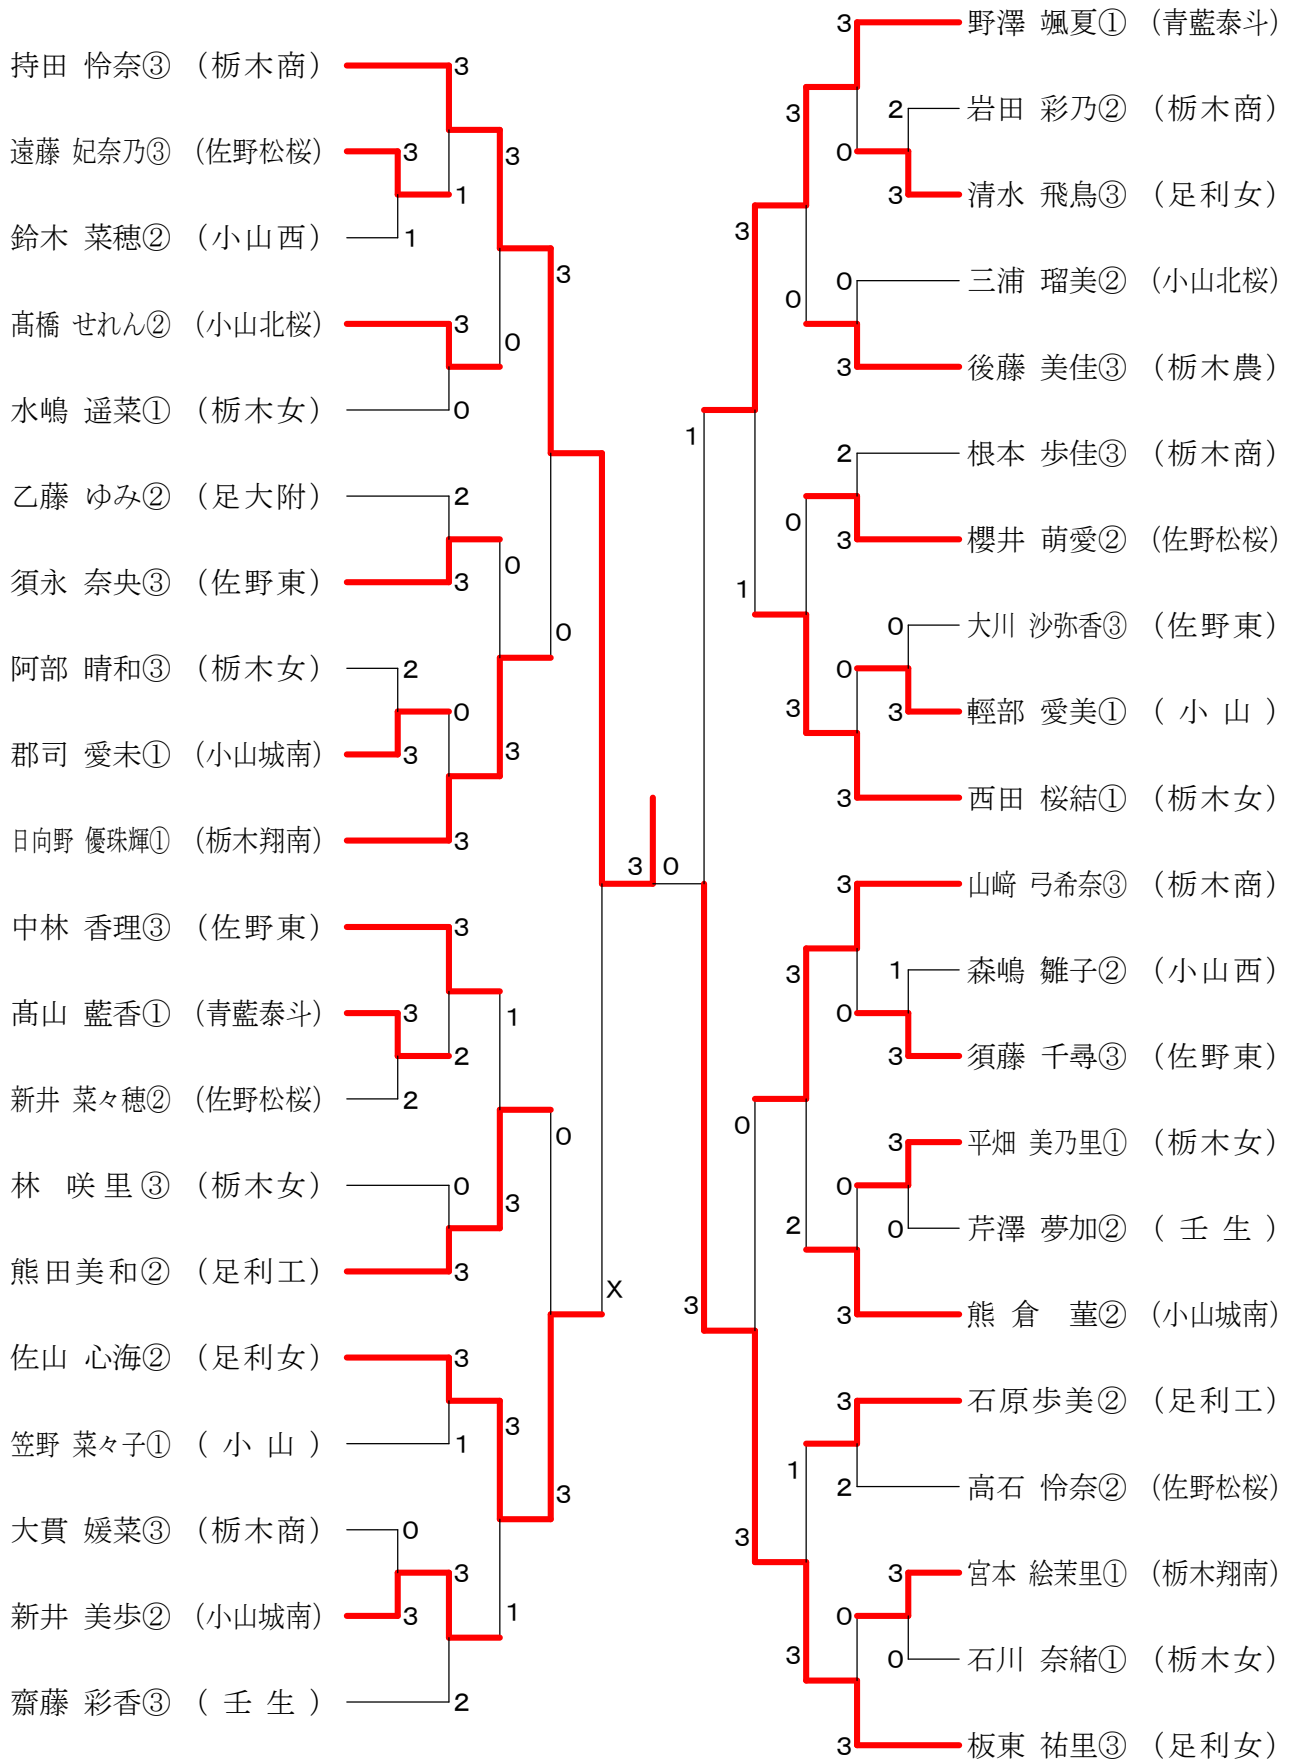 持田 怜奈③ （栃木商） 3
遠藤 妃奈乃③ （佐野松桜） 3 3
1
鈴木 菜穂② （小山西） 1
3
髙橋 せれん② （小山北桜） 3
0
水嶋 遥菜① （栃木女） 0
乙藤 ゆみ② （足大附） 2
0
須永 奈央③ （佐野東） 3
0
阿部 晴和③ （栃木女） 2
0
郡司 愛未① （小山城南） 3 3
日向野 優珠輝① （栃木翔南） 3
3 0
中林 香理③ （佐野東） 3
髙山 藍香① （青藍泰斗） 3 1
2
新井 菜々穂② （佐野松桜） 2
0
林 咲里③ （栃木女） 0
3
熊田美和② （足利工） 3
X
佐山 心海② （足利女） 3
3
笠野 菜々子① （小山） 1
3
大貫 媛菜③ （栃木商） 0
3
新井 美歩② （小山城南） 3 1
齋藤 彩香③ （壬生） 2
3 野澤 颯夏① （青藍泰斗）
3 2 岩田 彩乃② （栃木商）
0
3 清水 飛鳥③ （足利女）
3
0 三浦 瑠美② （小山北桜）
0
3 後藤 美佳③ （栃木農）
1
2 根本 歩佳③ （栃木商）
0
3 櫻井 萌愛② （佐野松桜）
1
0 大川 沙弥香③ （佐野東）
0
3 3 輕部 愛美① （小山）
3 西田 桜結① （栃木女）
3 山﨑 弓希奈③ （栃木商）
3 1 森嶋 雛子② （小山西）
0
3 須藤 千尋③ （佐野東）
0
3 平畑 美乃里① （栃木女）
0
2 0 芹澤 夢加② （壬生）
3
3 熊倉 菫② （小山城南）
3 石原歩美② （足利工）
1
2 高石 怜奈② （佐野松桜）
3
3 宮本 絵茉里① （栃木翔南）
0
3 0 石川 奈緒① （栃木女）
3 板東 祐里③ （足利女）